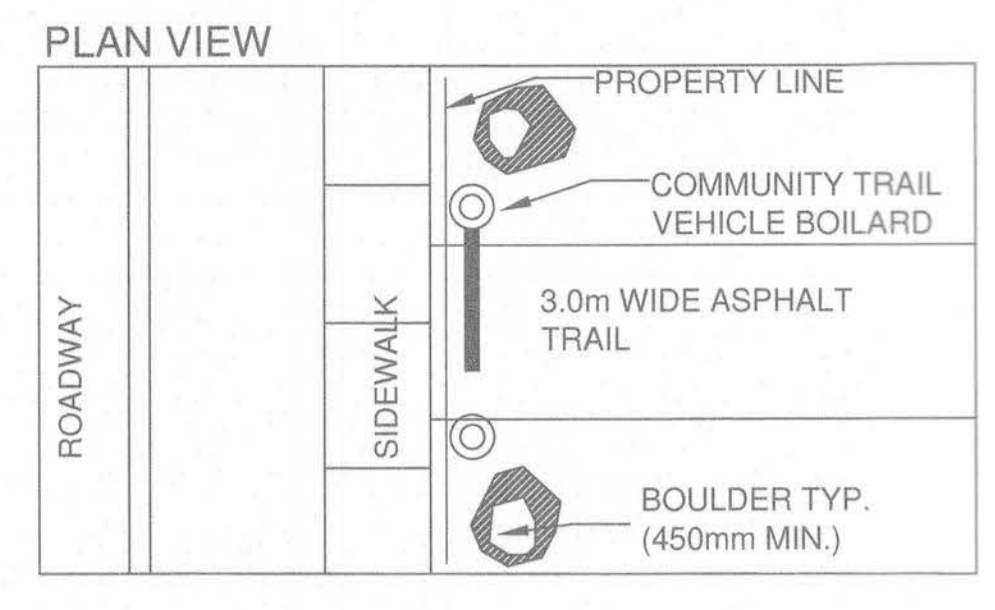 PLAN VIEW
PROPERTY LINE
COMMUNITY TRAIL
VEHICLE BOILARD
3.0m WIDE ASPHALT
TRAIL
ROADWAY
SIDEWALK
BOULDER TYP.
(450mm MIN.)